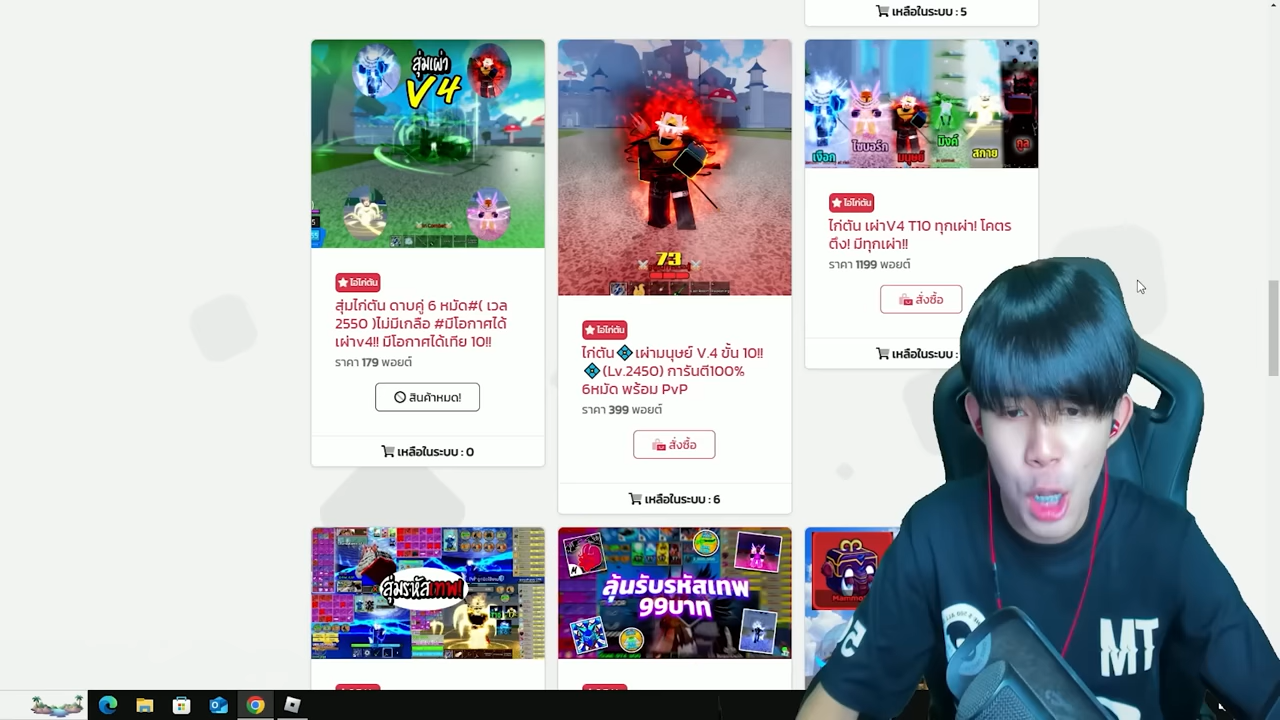 เหลือในระบบ : 5
สุ่มเผ่า
V4
ไอ้ไก่ตัน
สุ่มไก่ตัน ดาบคู่ 6 หมัด#( เวล
2550 )ไม่มีเกลือ #มีโอกาศได้
เผ่าv4!! มีโอกาศได้เทีย 10!!
ราคา 179 พอยต์
สินค้าหมด!
เหลือในระบบ : 0
73
ไอ้ไก่ตัน
ไก่ตัน💠เผ่ามนุษย์ V.4 ขั้น 10!!
💠(Lv.2450) การันตี100%
6หมัด พร้อม PvP
ราคา 399 พอยต์
สั่งซื้อ
เหลือในระบบ : 6
เงือก
ไซบอร์ก
มนุษย์
มิงค์
สกาย
กูล
ไอ้ไก่ตัน
ไก่ตัน เผ่าV4 T10 ทุกเผ่า! โคตร
ตึง! มีทุกเผ่า!!
ราคา 1199 พอยต์
สั่งซื้อ
เหลือในระบบ :
สุ่มรหัสเทพ!
ลุ้นรับรหัสเทพ
99บาท
MT